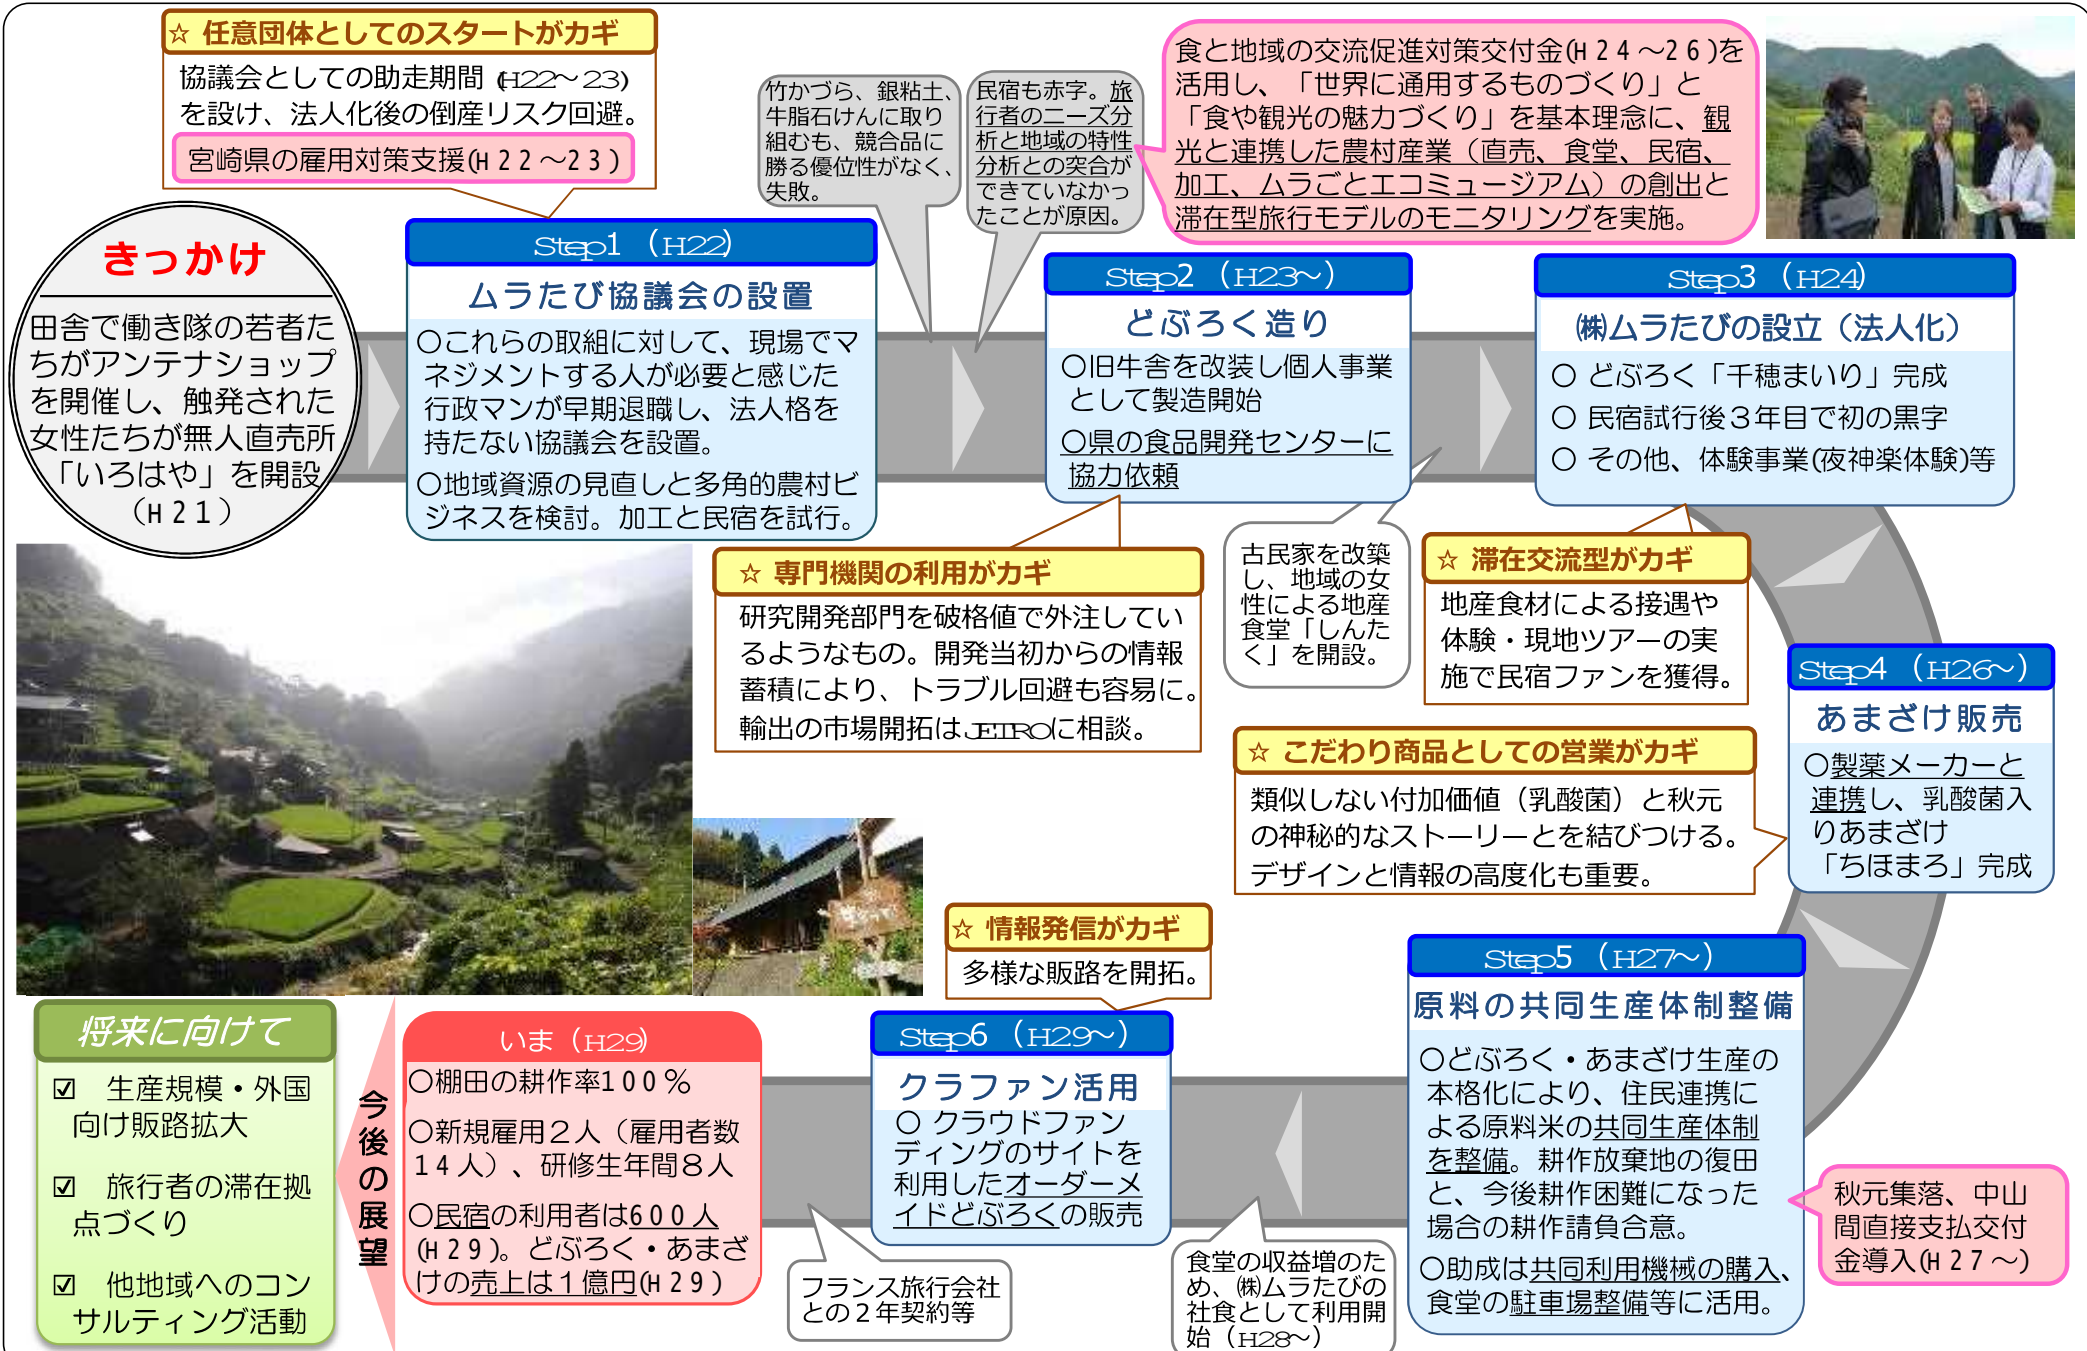 ☆ 任意団体としてのスタートがカギ
協議会としての助走期間（H22～23)
を設け、法人化後の倒産リスク回避。
宮崎県の雇用対策支援(H２２～23）
きっかけ
田舎で働き隊の若者た
ちがアンテナショップ
を開催し、触発された
女性たちが無人直売所
「いろはや」を開設
（H２１）
Step1（H22)
ムラたび協議会の設置
〇これらの取組に対して、現場でマ
ネジメントする人が必要と感じた
行政マンが早期退職し、法人格を
持たない協議会を設置。
〇地域資源の見直しと多角的農村ビ
ジネスを検討。加工と民宿を試行。
竹かづら、銀粘土、
牛脂石けんに取り
組むも、競合品に
勝る優位性がなく、
失敗。
民宿も赤字。旅
行者のニーズ分
析と地域の特性
分析との突合が
できていなかっ
たことが原因。
食と地域の交流促進対策交付金(H２４～２６)を
活用し、「世界に通用するものづくり」と
「食や観光の魅力づくり」を基本理念に、観
光と連携した農村産業（直売、食堂、民宿、
加工、ムラごとエコミュージアム）の創出と
滞在型旅行モデルのモニタリングを実施。
Step2（H23～）
どぶろく造り
〇旧牛舎を改装し個人事業
として製造開始
〇県の食品開発センターに
協力依頼
Step3（H24)
㈱ムラたびの設立（法人化）
〇 どぶろく「千穂まいり」完成
〇 民宿試行後３年目で初の黒字
〇 その他、体験事業(夜神楽体験)等
☆ 専門機関の利用がカギ
研究開発部門を破格値で外注してい
るようなもの。開発当初からの情報
蓄積により、トラブル回避も容易に。
輸出の市場開拓はJETROに相談。
古民家を改築
し、地域の女
性による地産
食堂「しんた
く」を開設。
☆ 滞在交流型がカギ
地産食材による接遇や
体験・現地ツアーの実
施で民宿ファンを獲得。
Step4（H26～）
あまざけ販売
〇製薬メーカーと
連携し、乳酸菌入
りあまざけ
「ちほまろ」完成
☆ こだわり商品としての営業がカギ
類似しない付加価値（乳酸菌）と秋元
の神秘的なストーリーとを結びつける。
デザインと情報の高度化も重要。
Step5（H27～）
原料の共同生産体制整備
〇どぶろく・あまざけ生産の
本格化により、住民連携に
よる原料米の共同生産体制
を整備。耕作放棄地の復田
と、今後耕作困難になった
場合の耕作請負合意。
〇助成は共同利用機械の購入、
食堂の駐車場整備等に活用。
秋元集落、中山
間直接支払交付
金導入(H２７～）
☆ 情報発信がカギ
多様な販路を開拓。
Step6（H29～）
クラファン活用
〇 クラウドファン
ディングのサイトを
利用したオーダーメ
イドどぶろくの販売
食堂の収益増のた
め、㈱ムラたびの
社食として利用開
始（H28～）
フランス旅行会社
との２年契約等
いま（H29)
〇棚田の耕作率１００％
〇新規雇用２人（雇用者数
１４人）、研修生年間８人
〇民宿の利用者は６００人
(H２９)。どぶろく・あまざ
けの売上は１億円(H２９)
今後の展望
将来に向けて
☑ 生産規模・外国
向け販路拡大
☑ 旅行者の滞在拠
点づくり
☑ 他地域へのコン
サルティング活動